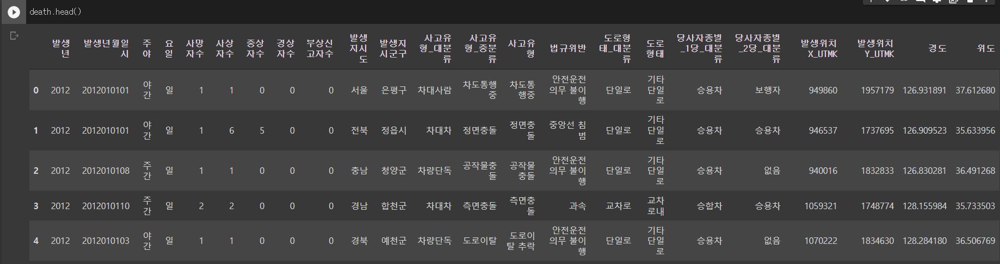 death.head()
발생년 발생년월일시 주야 요일 사망자수 사상자수 중상자수 경상자수 부상신고자수 발생지시도 발생지시군구 사고유형_대분류 사고유형_중분류 사고유형 법규위반 도로형태_대분류 도로형태 당사자종별_1당_대분류 당사자종별_2당_대분류 발생위치X_UTMK 발생위치Y_UTMK 경도 위도
0 2012 2012010101 야간 일 1 1 0 0 0 서울 은평구 차대사람 차도통행중 차도통행중 안전운전 의무 불이행 단일로 기타단일로 승용차 보행자 949860 1957179 126.931891 37.612680
1 2012 2012010101 야간 일 1 6 5 0 0 전북 정읍시 차대차 정면충돌 정면충돌 중앙선 침범 단일로 기타단일로 승용차 승용차 946537 1737695 126.909523 35.633956
2 2012 2012010108 주간 일 1 1 0 0 0 충남 청양군 차량단독 공작물충돌 공작물충돌 안전운전 의무 불이행 단일로 기타단일로 승용차 없음 940016 1832833 126.830281 36.491268
3 2012 2012010110 주간 일 2 2 0 0 0 경남 합천군 차대차 측면충돌 측면충돌 과속 교차로 교차로내 승합차 승용차 1059321 1748774 128.155984 35.733503
4 2012 2012010103 야간 일 1 1 0 0 0 경북 예천군 차량단독 도로이탈 도로이탈 추락 안전운전 의무 불이행 단일로 기타단일로 승용차 없음 1070222 1834630 128.284180 36.506769